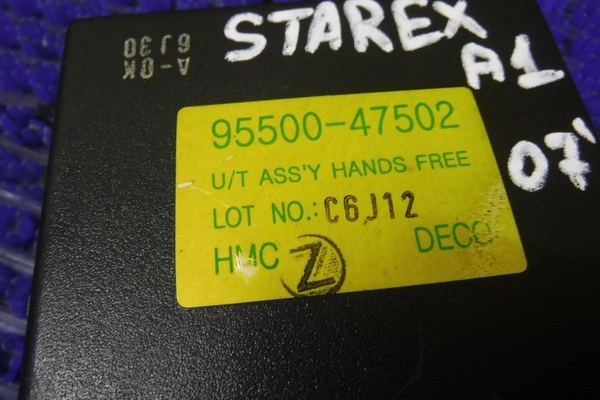 STAREX
A1
07'
A-OK
6J30
95500-47502
U/T ASS'Y HANDS FREE
LOT NO.: C6J12
HMC Z DECO